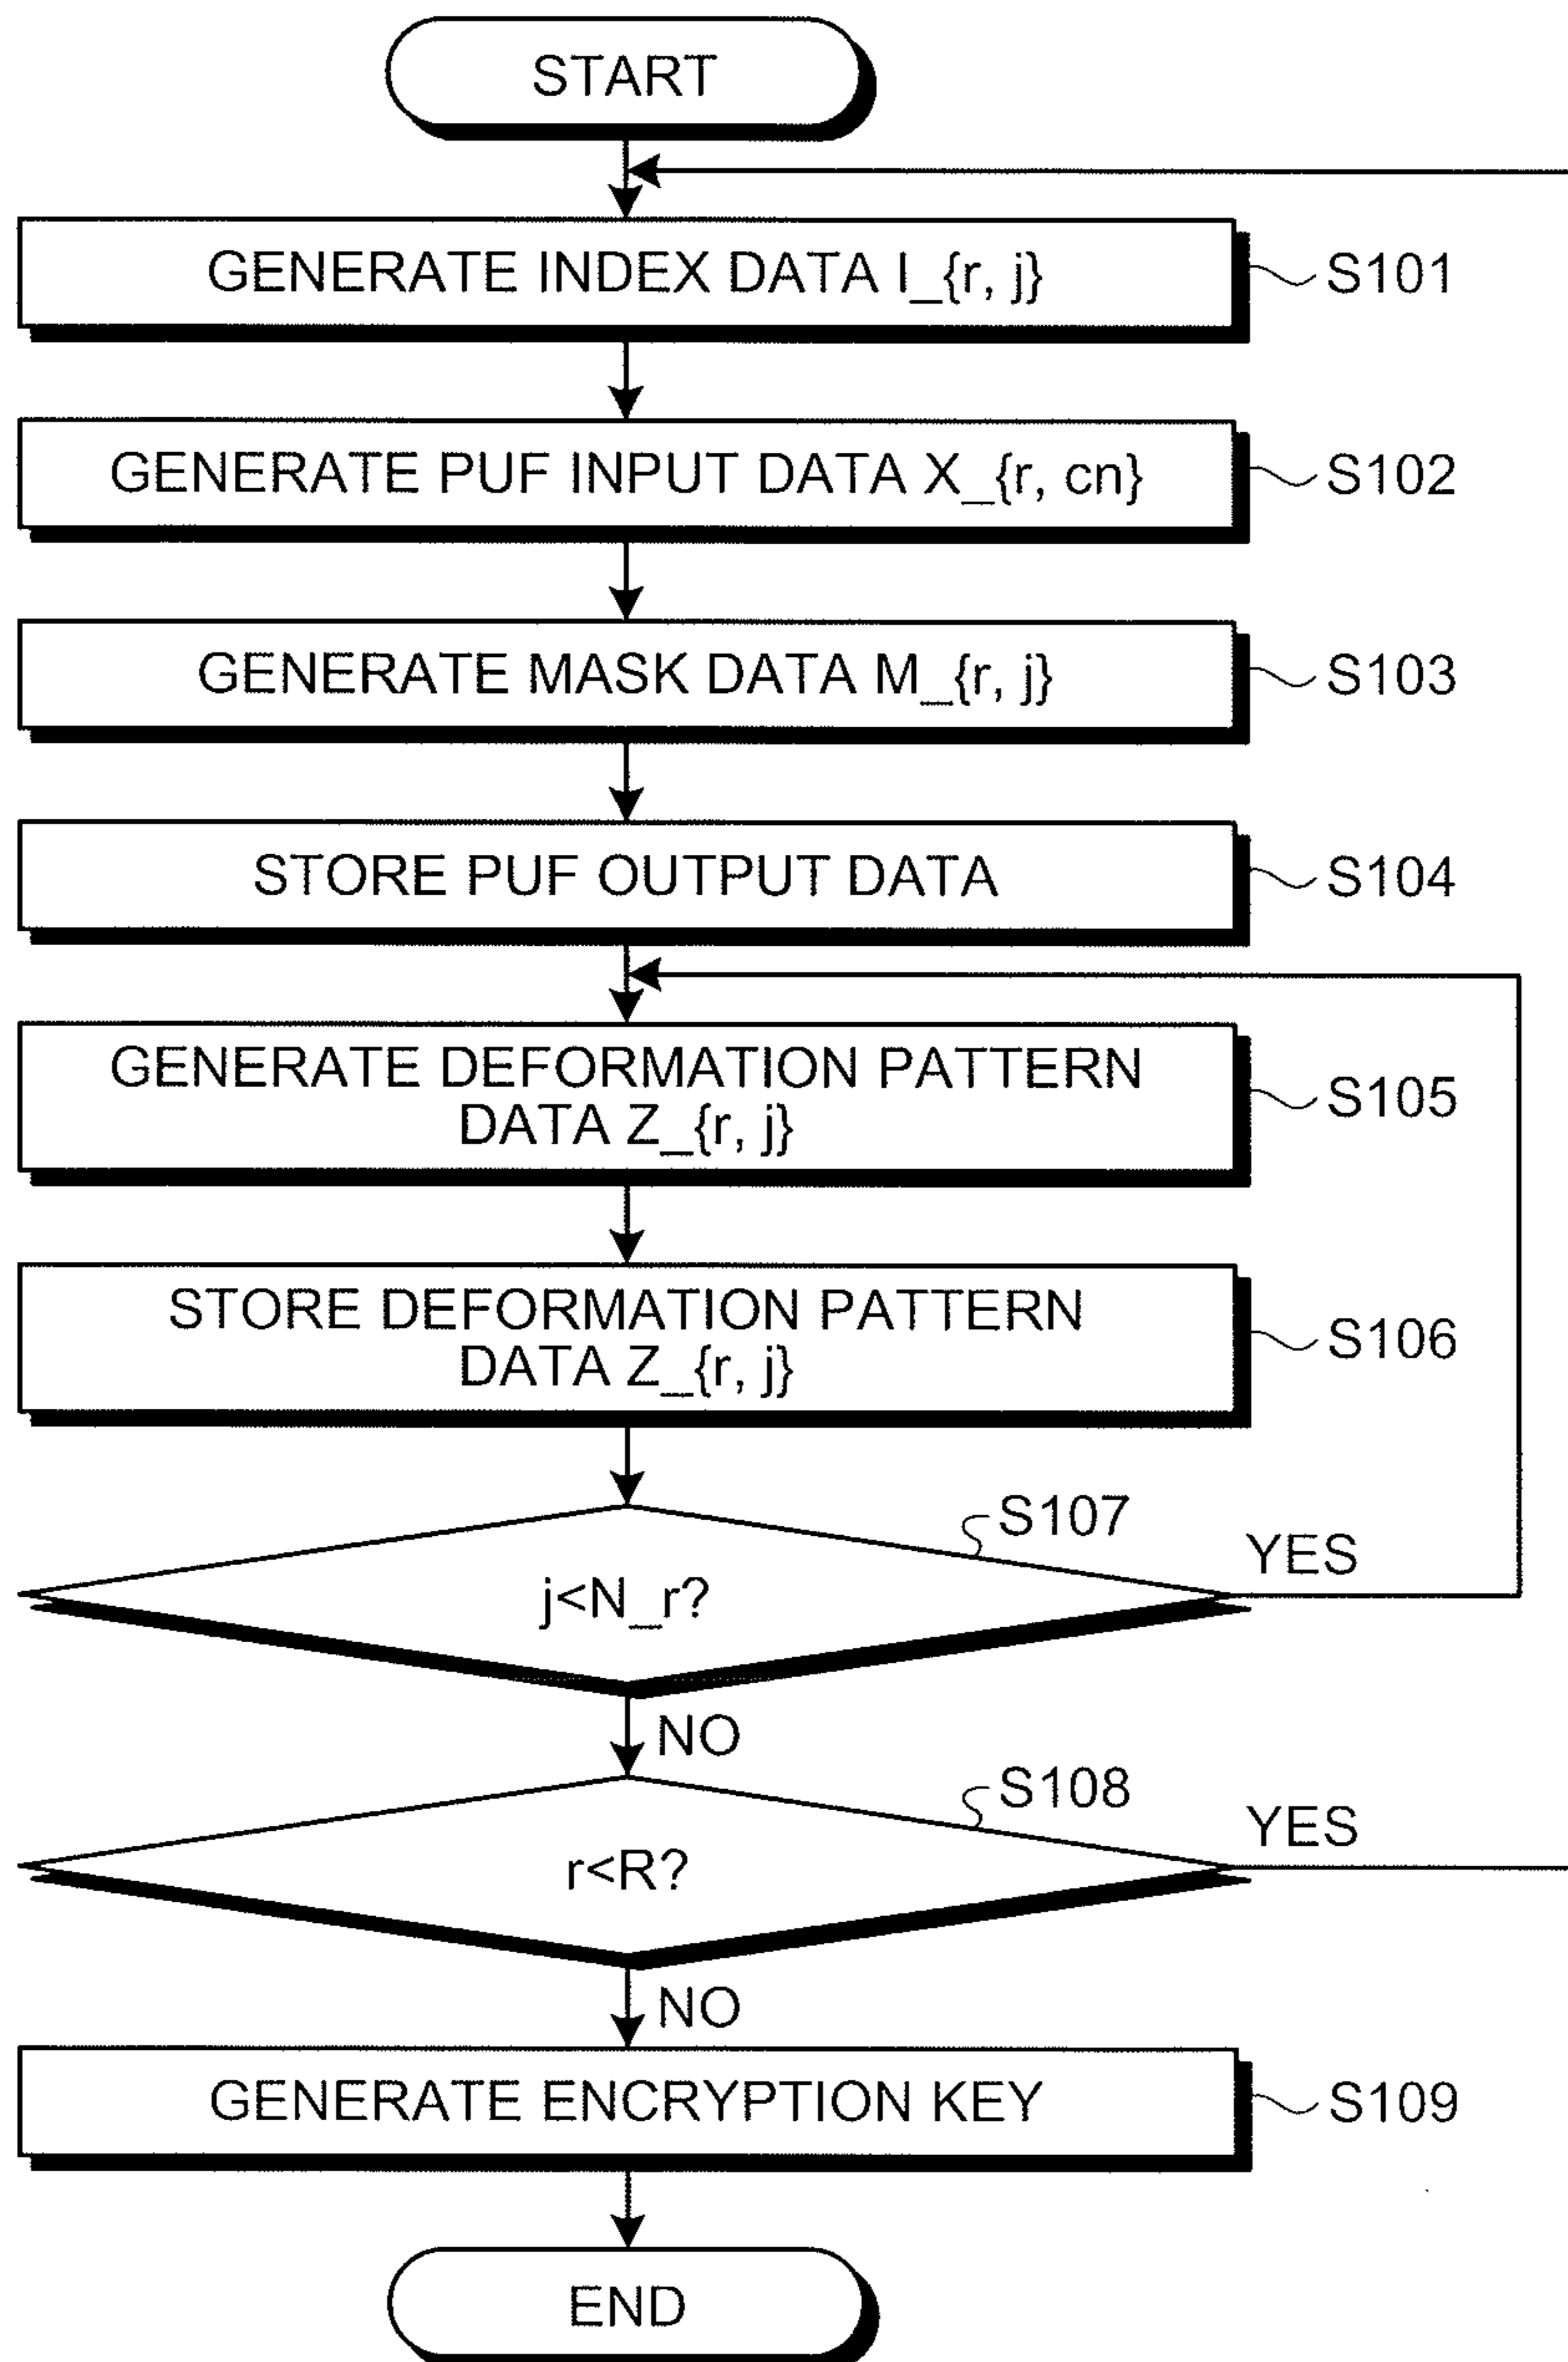 START
GENERATE INDEX DATA I_{r, j}
S101
GENERATE PUF INPUT DATA X_{r, cn}
S102
GENERATE MASK DATA M_{r, j}
S103
STORE PUF OUTPUT DATA
S104
GENERATE DEFORMATION PATTERN
DATA Z_{r, j}
S105
STORE DEFORMATION PATTERN
DATA Z_{r, j}
S106
S107
YES
j<N_r?
NO
S108
YES
r<R?
NO
GENERATE ENCRYPTION KEY
S109
END